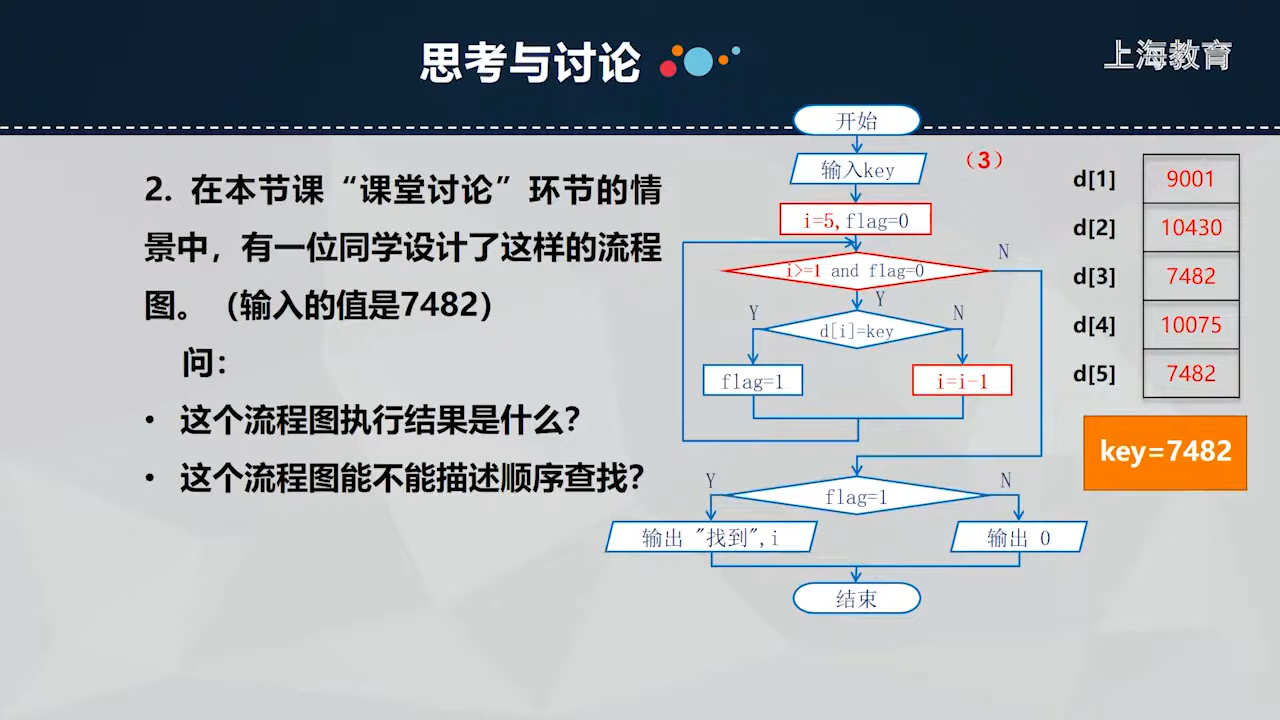 思考与讨论
上海教育
2. 在本节课“课堂讨论”环节的情
景中，有一位同学设计了这样的流程
图。（输入的值是7482）
问：
• 这个流程图执行结果是什么？
• 这个流程图能不能描述顺序查找？
开始
输入key
（3）
i=5,flag=0
i>=1 and flag=0
N
Y
d[i]=key
Y
N
flag=1
i=i-1
flag=1
Y
N
输出 "找到",i
输出 0
结束
d[1] 9001
d[2] 10430
d[3] 7482
d[4] 10075
d[5] 7482
key=7482